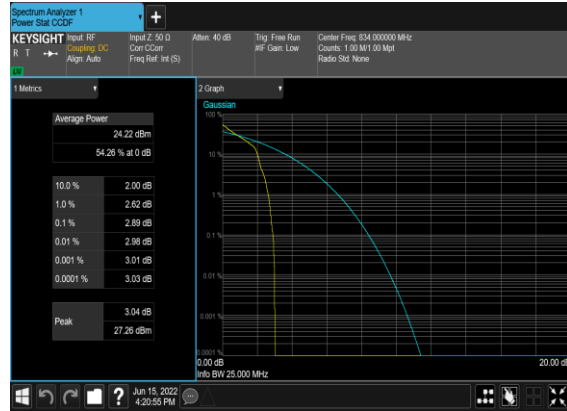 Spectrum Analyzer 1
Power Stat CCDF
+
KEYSIGHT
R T
Input: RF
Coupling: DC
Align: Auto
Input Z: 50 Ω
Corr CCorr
Freq Ref: Int (S)
Atten: 40 dB
Trig: Free Run
#IF Gain: Low
Center Freq: 834.000000 MHz
Counts: 1.00 M/1.00 Mpt
Radio Std: None
1 Metrics
Average Power
24.22 dBm
54.26 % at 0 dB
10.0 % 2.00 dB
1.0 % 2.62 dB
0.1 % 2.89 dB
0.01 % 2.98 dB
0.001 % 3.01 dB
0.0001 % 3.03 dB
Peak
3.04 dB
27.26 dBm
2 Graph
Gaussian
100 %
10 %
1 %
0.1 %
0.01 %
0.001 %
0.0001 %
0.00 dB
20.00 dB
Info BW 25.000 MHz
?
Jun 15, 2022
4:20:55 PM